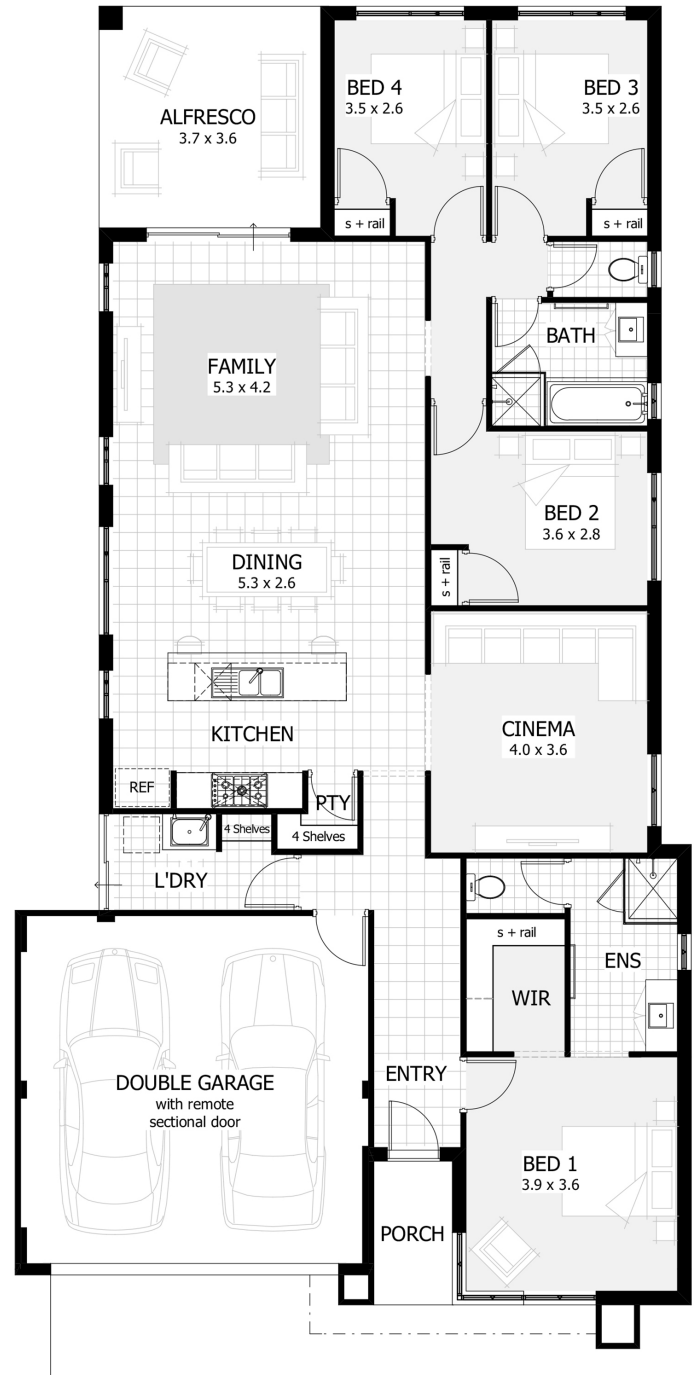 BED 4
3.5 x 2.6
BED 3
3.5 x 2.6
ALFRESCO
3.7 x 3.6
s + rail
s + rail
BATH
FAMILY
5.3 x 4.2
BED 2
3.6 x 2.8
DINING
5.3 x 2.6
s + rail
CINEMA
4.0 x 3.6
KITCHEN
REF
PTY
4 Shelves
4 Shelves
L'DRY
s + rail
ENS
WIR
ENTRY
DOUBLE GARAGE
with remote
sectional door
BED 1
3.9 x 3.6
PORCH